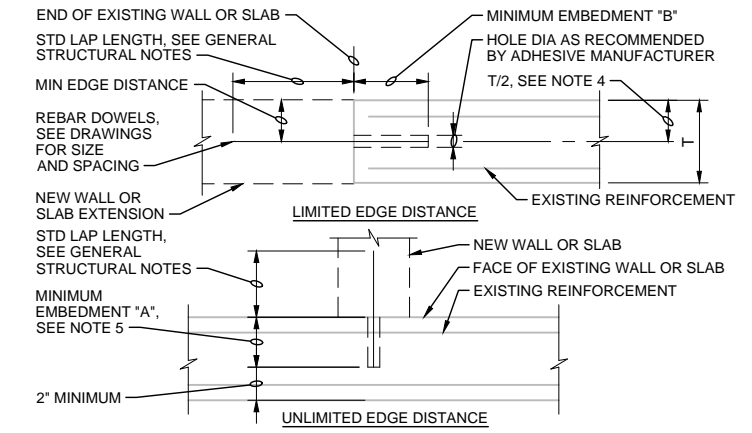 END OF EXISTING WALL OR SLAB
STD LAP LENGTH, SEE GENERAL
STRUCTURAL NOTES
MIN EDGE DISTANCE
REBAR DOWELS,
SEE DRAWINGS
FOR SIZE
AND SPACING
NEW WALL OR
SLAB EXTENSION
MINIMUM EMBEDMENT "B"
HOLE DIA AS RECOMMENDED
BY ADHESIVE MANUFACTURER
T/2, SEE NOTE 4
T
EXISTING REINFORCEMENT
LIMITED EDGE DISTANCE
STD LAP LENGTH,
SEE GENERAL
STRUCTURAL NOTES
MINIMUM
EMBEDMENT "A",
SEE NOTE 5
2" MINIMUM
NEW WALL OR SLAB
FACE OF EXISTING WALL OR SLAB
EXISTING REINFORCEMENT
UNLIMITED EDGE DISTANCE